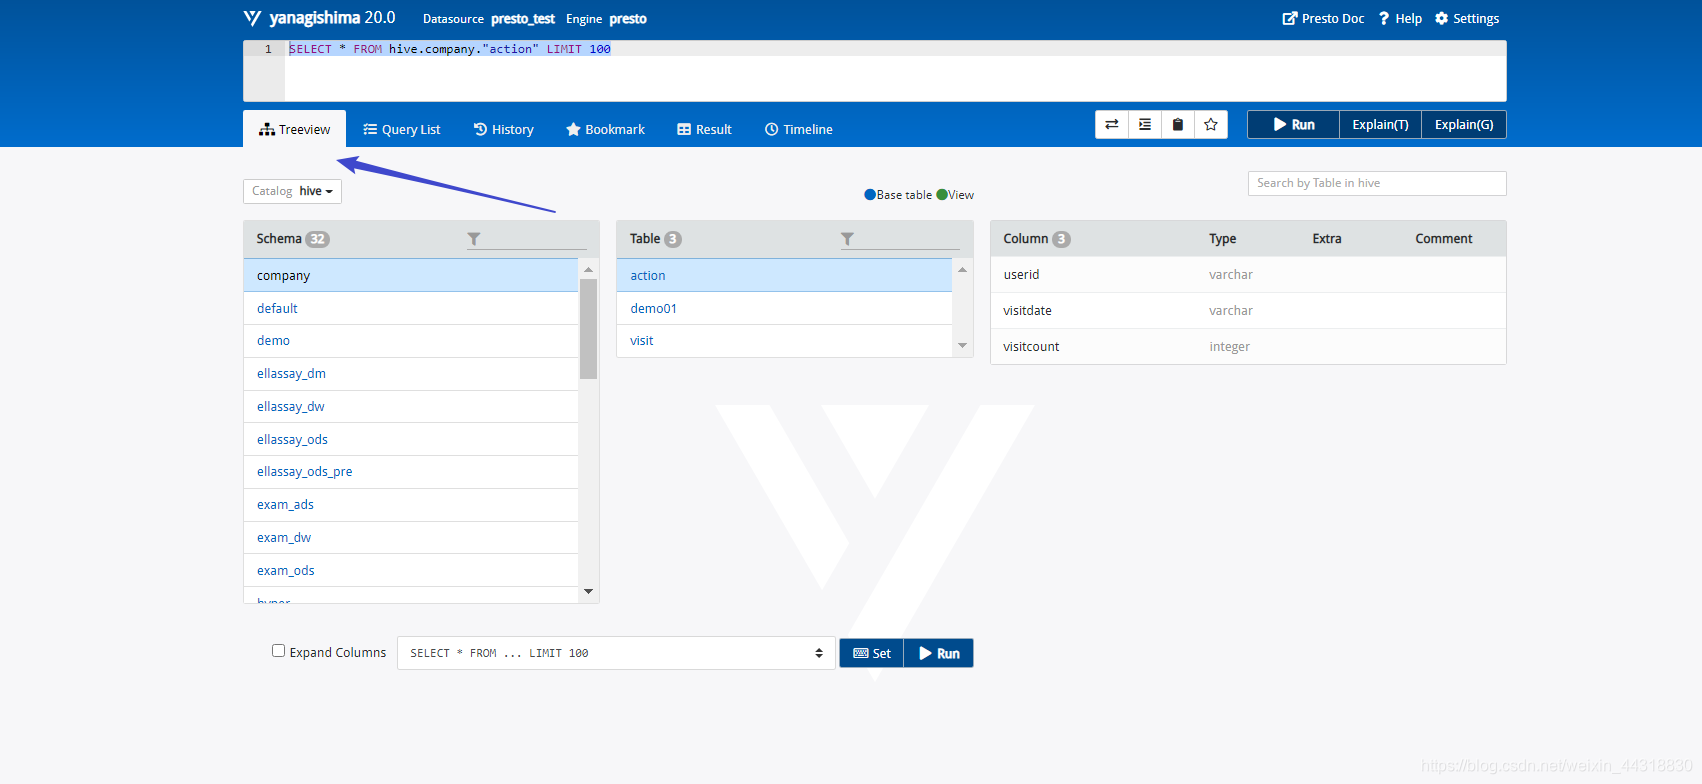 yanagishima 20.0 Datasource presto_test Engine presto Presto Doc ? Help Settings
1 SELECT * FROM hive.company."action" LIMIT 100
Treeview Query List History Bookmark Result Timeline Run Explain(T) Explain(G)
Catalog hive Base table View Search by Table in hive
Schema 32 Table 3 Column 3 Type Extra Comment
company action userid varchar
default demo01 visitdate varchar
demo visit visitcount integer
ellassay_dm
ellassay_dw
ellassay_ods
ellassay_ods_pre
exam_ads
exam_dw
exam_ods
hyper
Expand Columns SELECT * FROM ... LIMIT 100 Set Run
https://blog.csdn.net/weixin_44318830